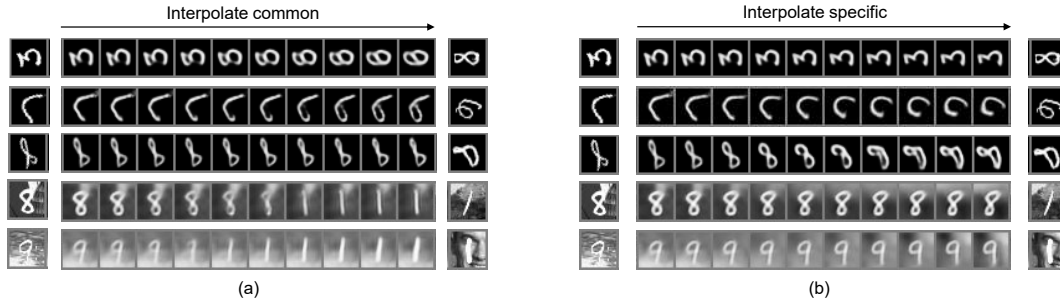 Interpolate common
Interpolate specific
(a)
(b)